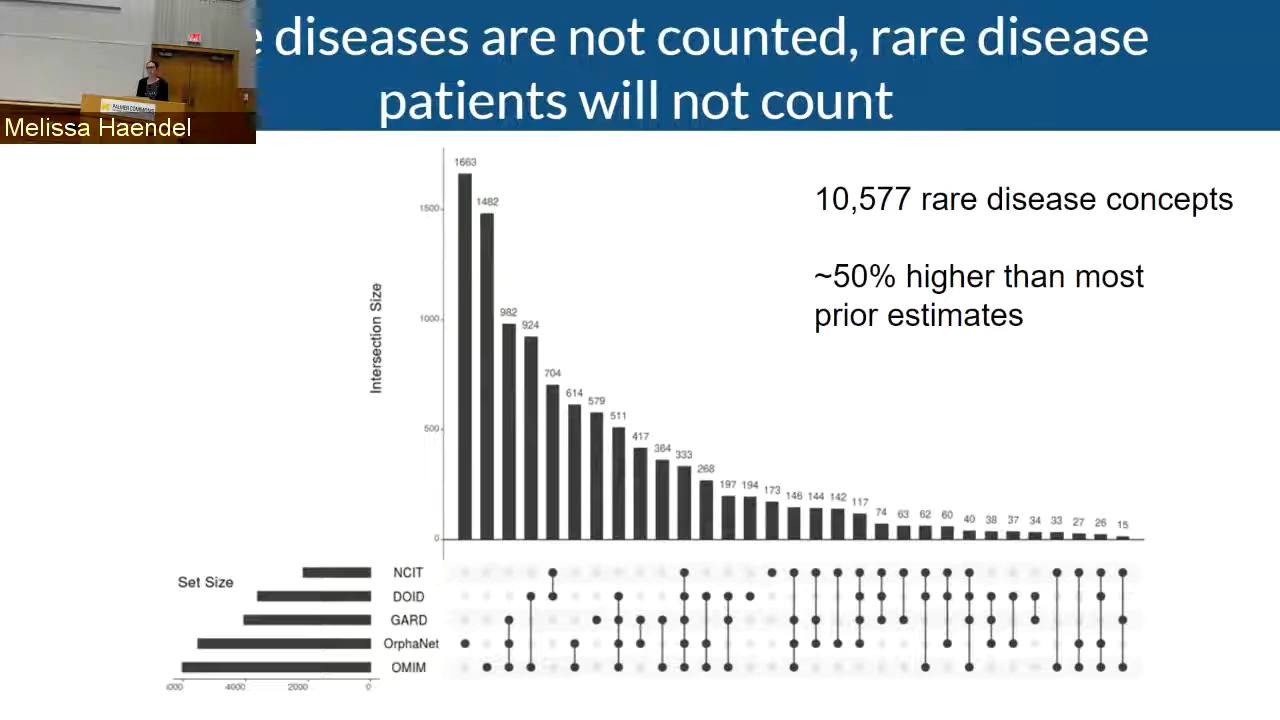 e diseases are not counted, rare disease
patients will not count
PALMER COMMONS
Melissa Haendel
10,577 rare disease concepts
~50% higher than most
prior estimates
Intersection Size
1500
1000
500
0
1663
1482
982
924
704
614
579
511
417
364
333
268
197
194
173
146
144
142
117
74
63
62
60
40
38
37
34
33
27
26
15
Set Size
NCIT
DOID
GARD
OrphaNet
OMIM
4000
2000
0